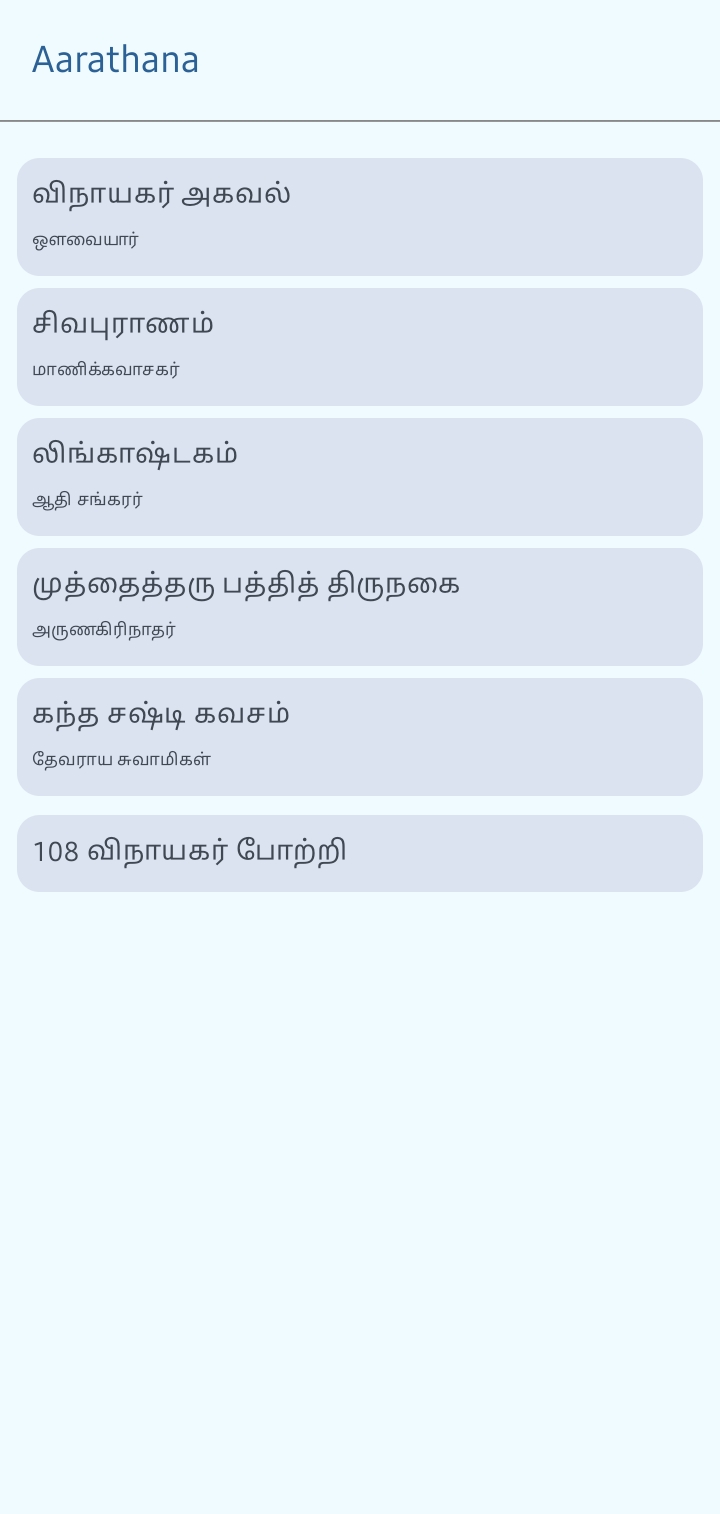 Aarathana
விநாயகர் அகவல்
ஔவையார்
சிவபுராணம்
மாணிக்கவாசகர்
லிங்காஷ்டகம்
ஆதி சங்கரர்
முத்தைத்தரு பத்தித் திருநகை
அருணகிரிநாதர்
கந்த சஷ்டி கவசம்
தேவராய சுவாமிகள்
108 விநாயகர் போற்றி